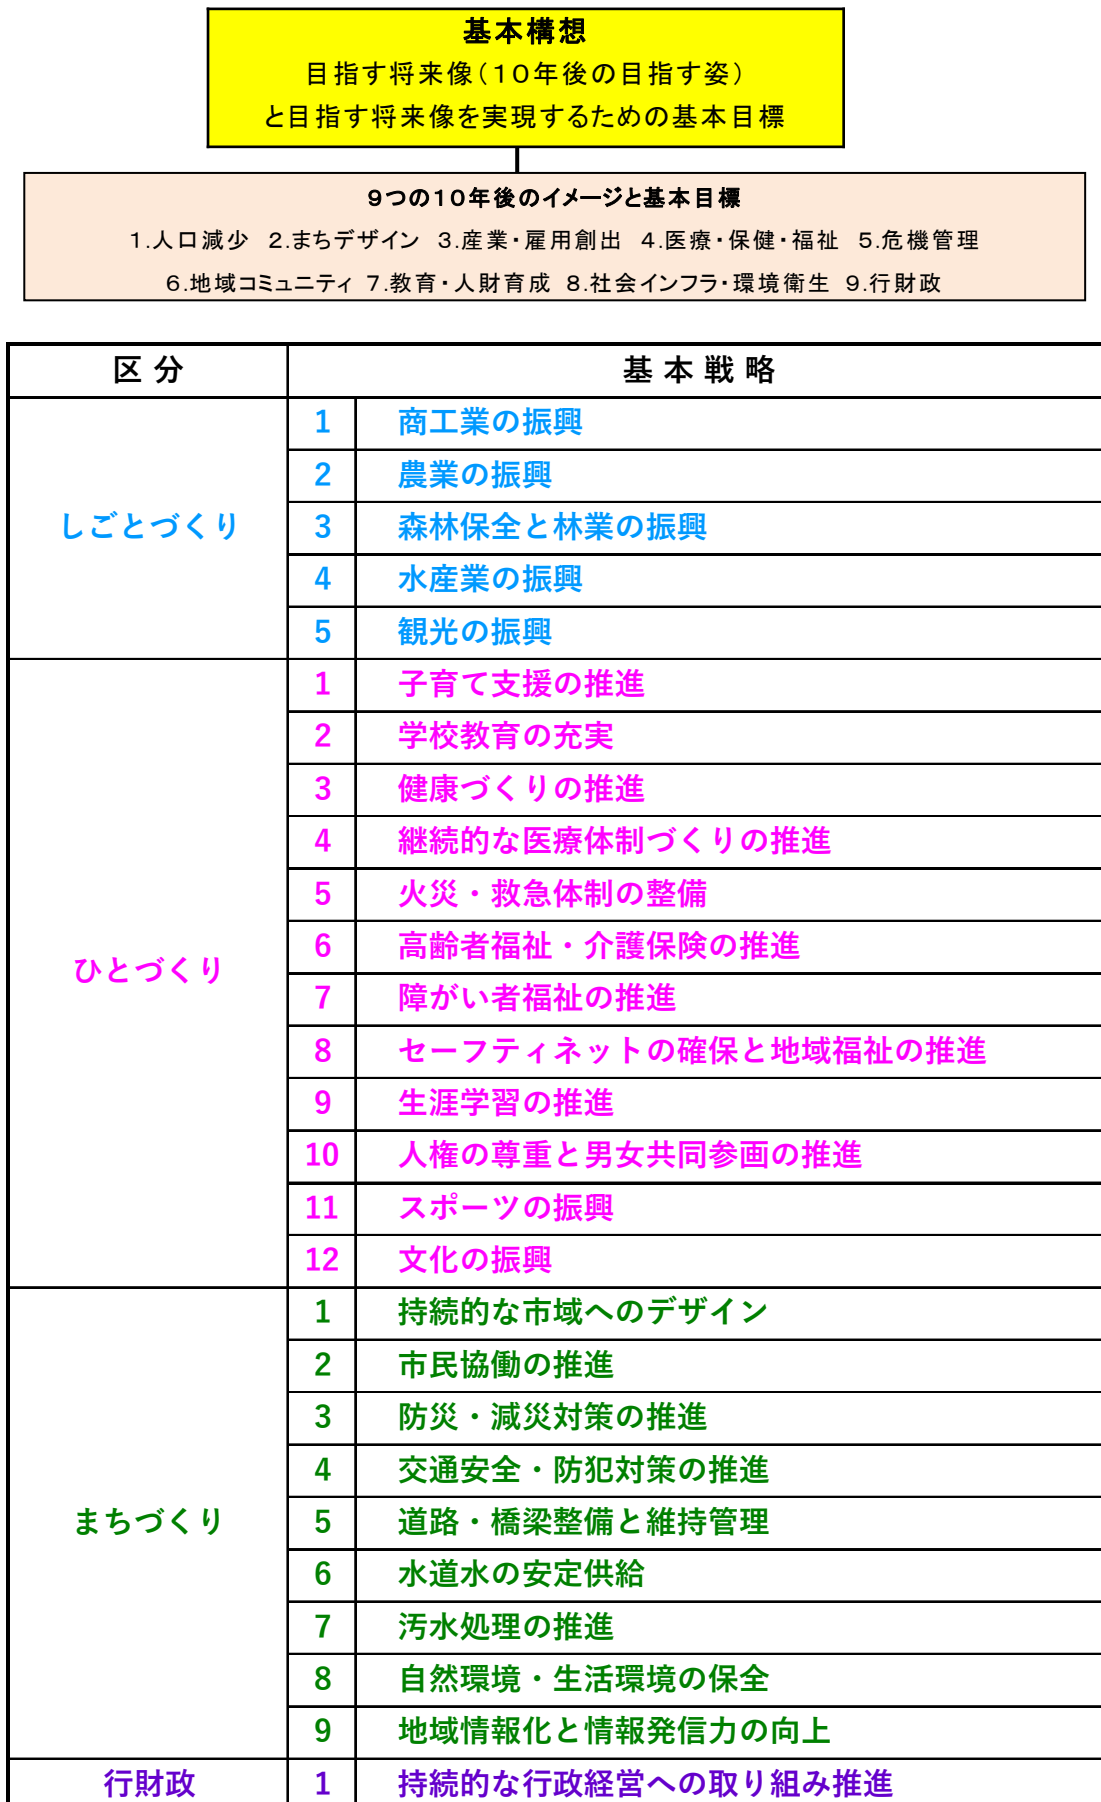 基本構想
目指す将来像(10年後の目指す姿)
と目指す将来像を実現するための基本目標
9つの10年後のイメージと基本目標
1.人口減少 2.まちデザイン 3.産業・雇用創出 4.医療・保健・福祉 5.危機管理
6.地域コミュニティ 7.教育・人財育成 8.社会インフラ・環境衛生 9.行財政
区分 基本戦略
しごとづくり
1 商工業の振興
2 農業の振興
3 森林保全と林業の振興
4 水産業の振興
5 観光の振興
ひとづくり
1 子育て支援の推進
2 学校教育の充実
3 健康づくりの推進
4 継続的な医療体制づくりの推進
5 火災・救急体制の整備
6 高齢者福祉・介護保険の推進
7 障がい者福祉の推進
8 セーフティネットの確保と地域福祉の推進
9 生涯学習の推進
10 人権の尊重と男女共同参画の推進
11 スポーツの振興
12 文化の振興
まちづくり
1 持続的な市域へのデザイン
2 市民協働の推進
3 防災・減災対策の推進
4 交通安全・防犯対策の推進
5 道路・橋梁整備と維持管理
6 水道水の安定供給
7 汚水処理の推進
8 自然環境・生活環境の保全
9 地域情報化と情報発信力の向上
行財政 1 持続的な行政経営への取り組み推進